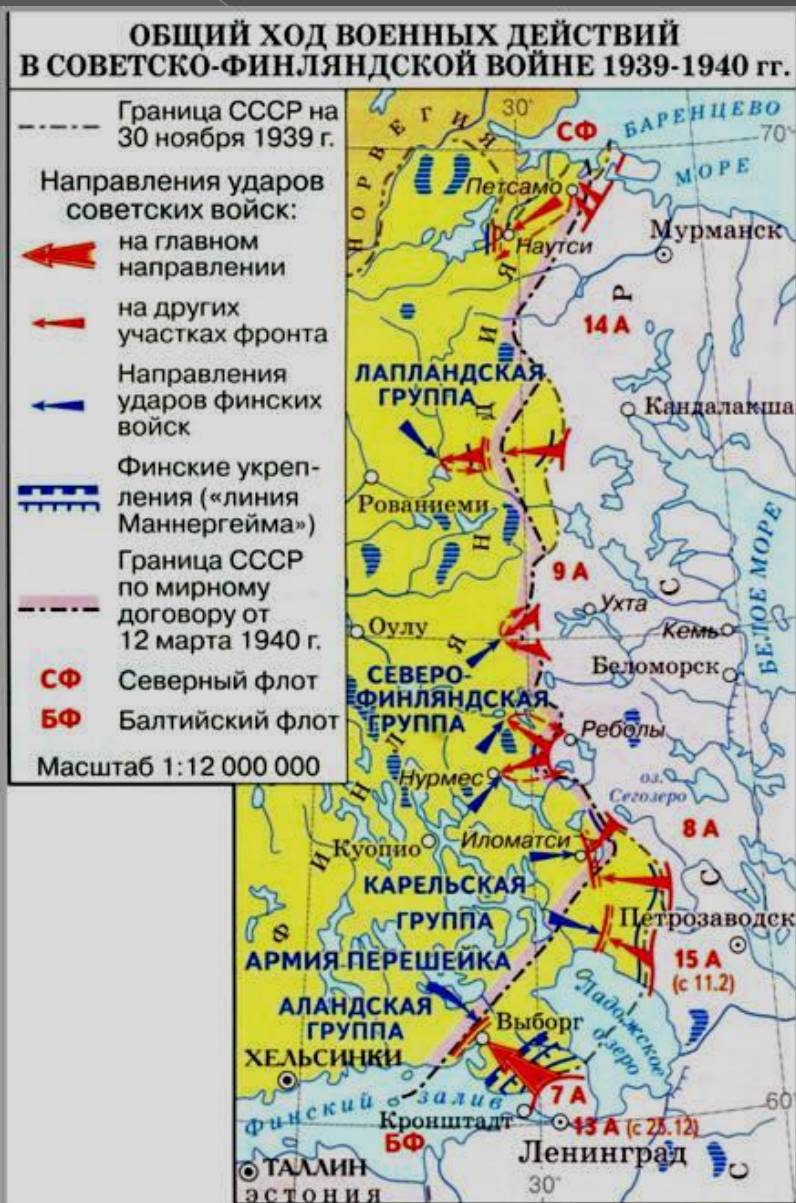 ОБЩИЙ ХОД ВОЕННЫХ ДЕЙСТВИЙ
В СОВЕТСКО-ФИНЛЯНДСКОЙ ВОЙНЕ 1939-1940 гг.
Граница СССР на
30 ноября 1939 г.
Направления ударов
советских войск:
на главном
направлении
на других
участках фронта
Направления
ударов финских
войск
Финские укреп-
ления («линия
Маннергейма»)
Граница СССР
по мирному
договору от
12 марта 1940 г.
СФ Северный флот
БФ Балтийский флот
Масштаб 1:12 000 000
30°
СФ
БАРЕНЦЕВО
МОРЕ
70°
НОРВЕГИЯ
Петсамо
Наутси
Мурманск
14 А
ЛАПЛАНДСКАЯ
ГРУППА
Кандалакша
Рованиеми
9 А
БЕЛОЕ МОРЕ
Ухта
Кемь
Оулу
Беломорск
СЕВЕРО-
ФИНЛЯНДСКАЯ
ГРУППА
Реболы
Нурмес
оз.
Сегозеро
8 А
Иломатси
Куопио
КАРЕЛЬСКАЯ
ГРУППА
Петрозаводск
АРМИЯ ПЕРЕШЕЙКА
15 А
(с 11.2)
АЛАНДСКАЯ
ГРУППА
Ладожское
озеро
Выборг
ХЕЛЬСИНКИ
7 А
Финский залив
60°
Кронштадт
13 А (с 25.12)
БФ
Ленинград
ТАЛЛИН
ЭСТОНИЯ
30°
ФИНЛЯНДИЯ
СССР